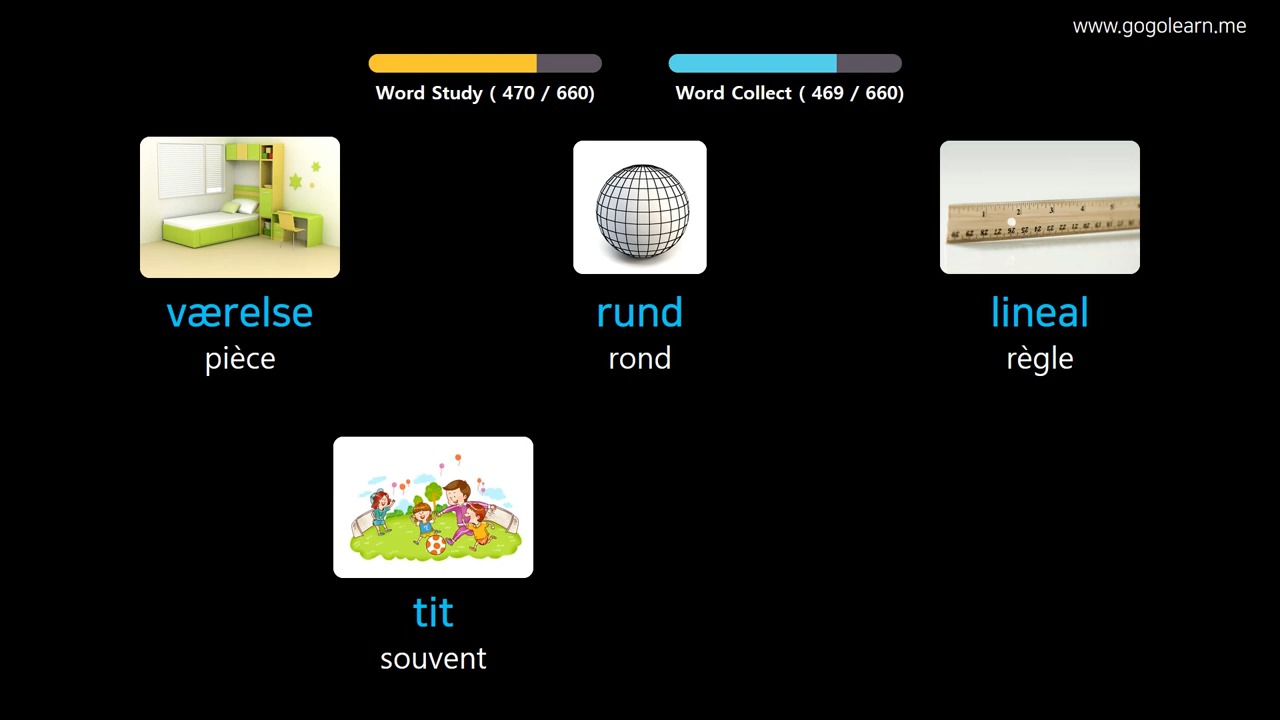 www.gogolearn.me
Word Study ( 470 / 660)
Word Collect ( 469 / 660)
værelse
pièce
rund
rond
lineal
règle
tit
souvent